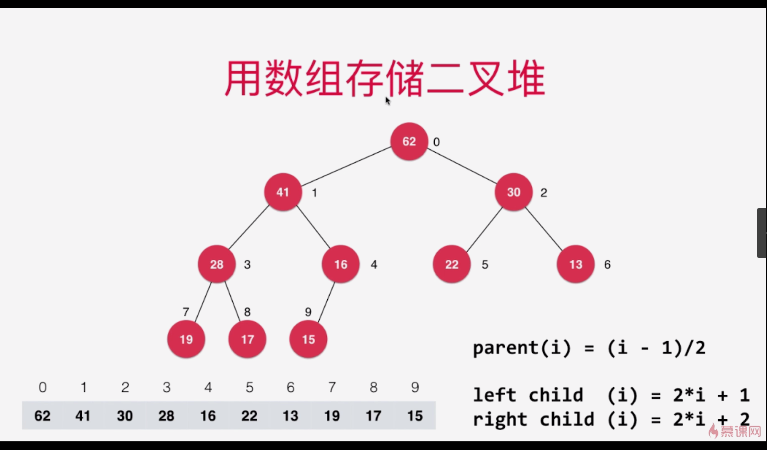 用数组存储二叉堆
62 0
41 1 30 2
28 3 16 4 22 5 13 6
7 8 9
19 17 15
parent(i) = (i - 1)/2
0 1 2 3 4 5 6 7 8 9
left child (i) = 2*i + 1
62 41 30 28 16 22 13 19 17 15
right child (i) = 2*i + 2
慕课网